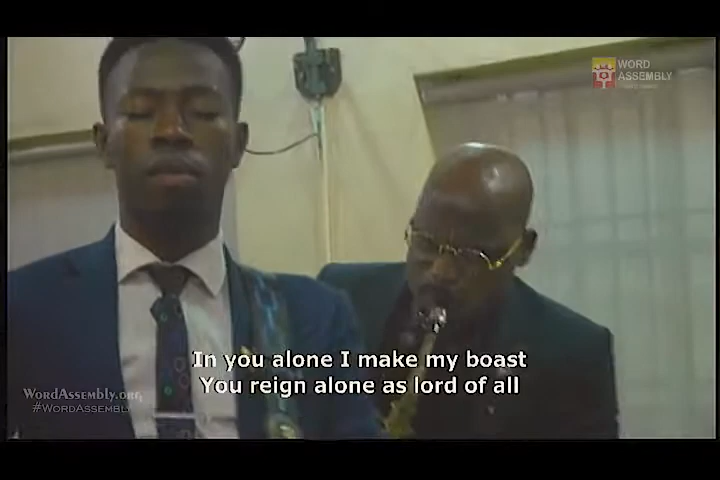 WORD
ASSEMBLY
In you alone I make my boast
You reign alone as lord of all
WordAssembly.org
#WordAssembly